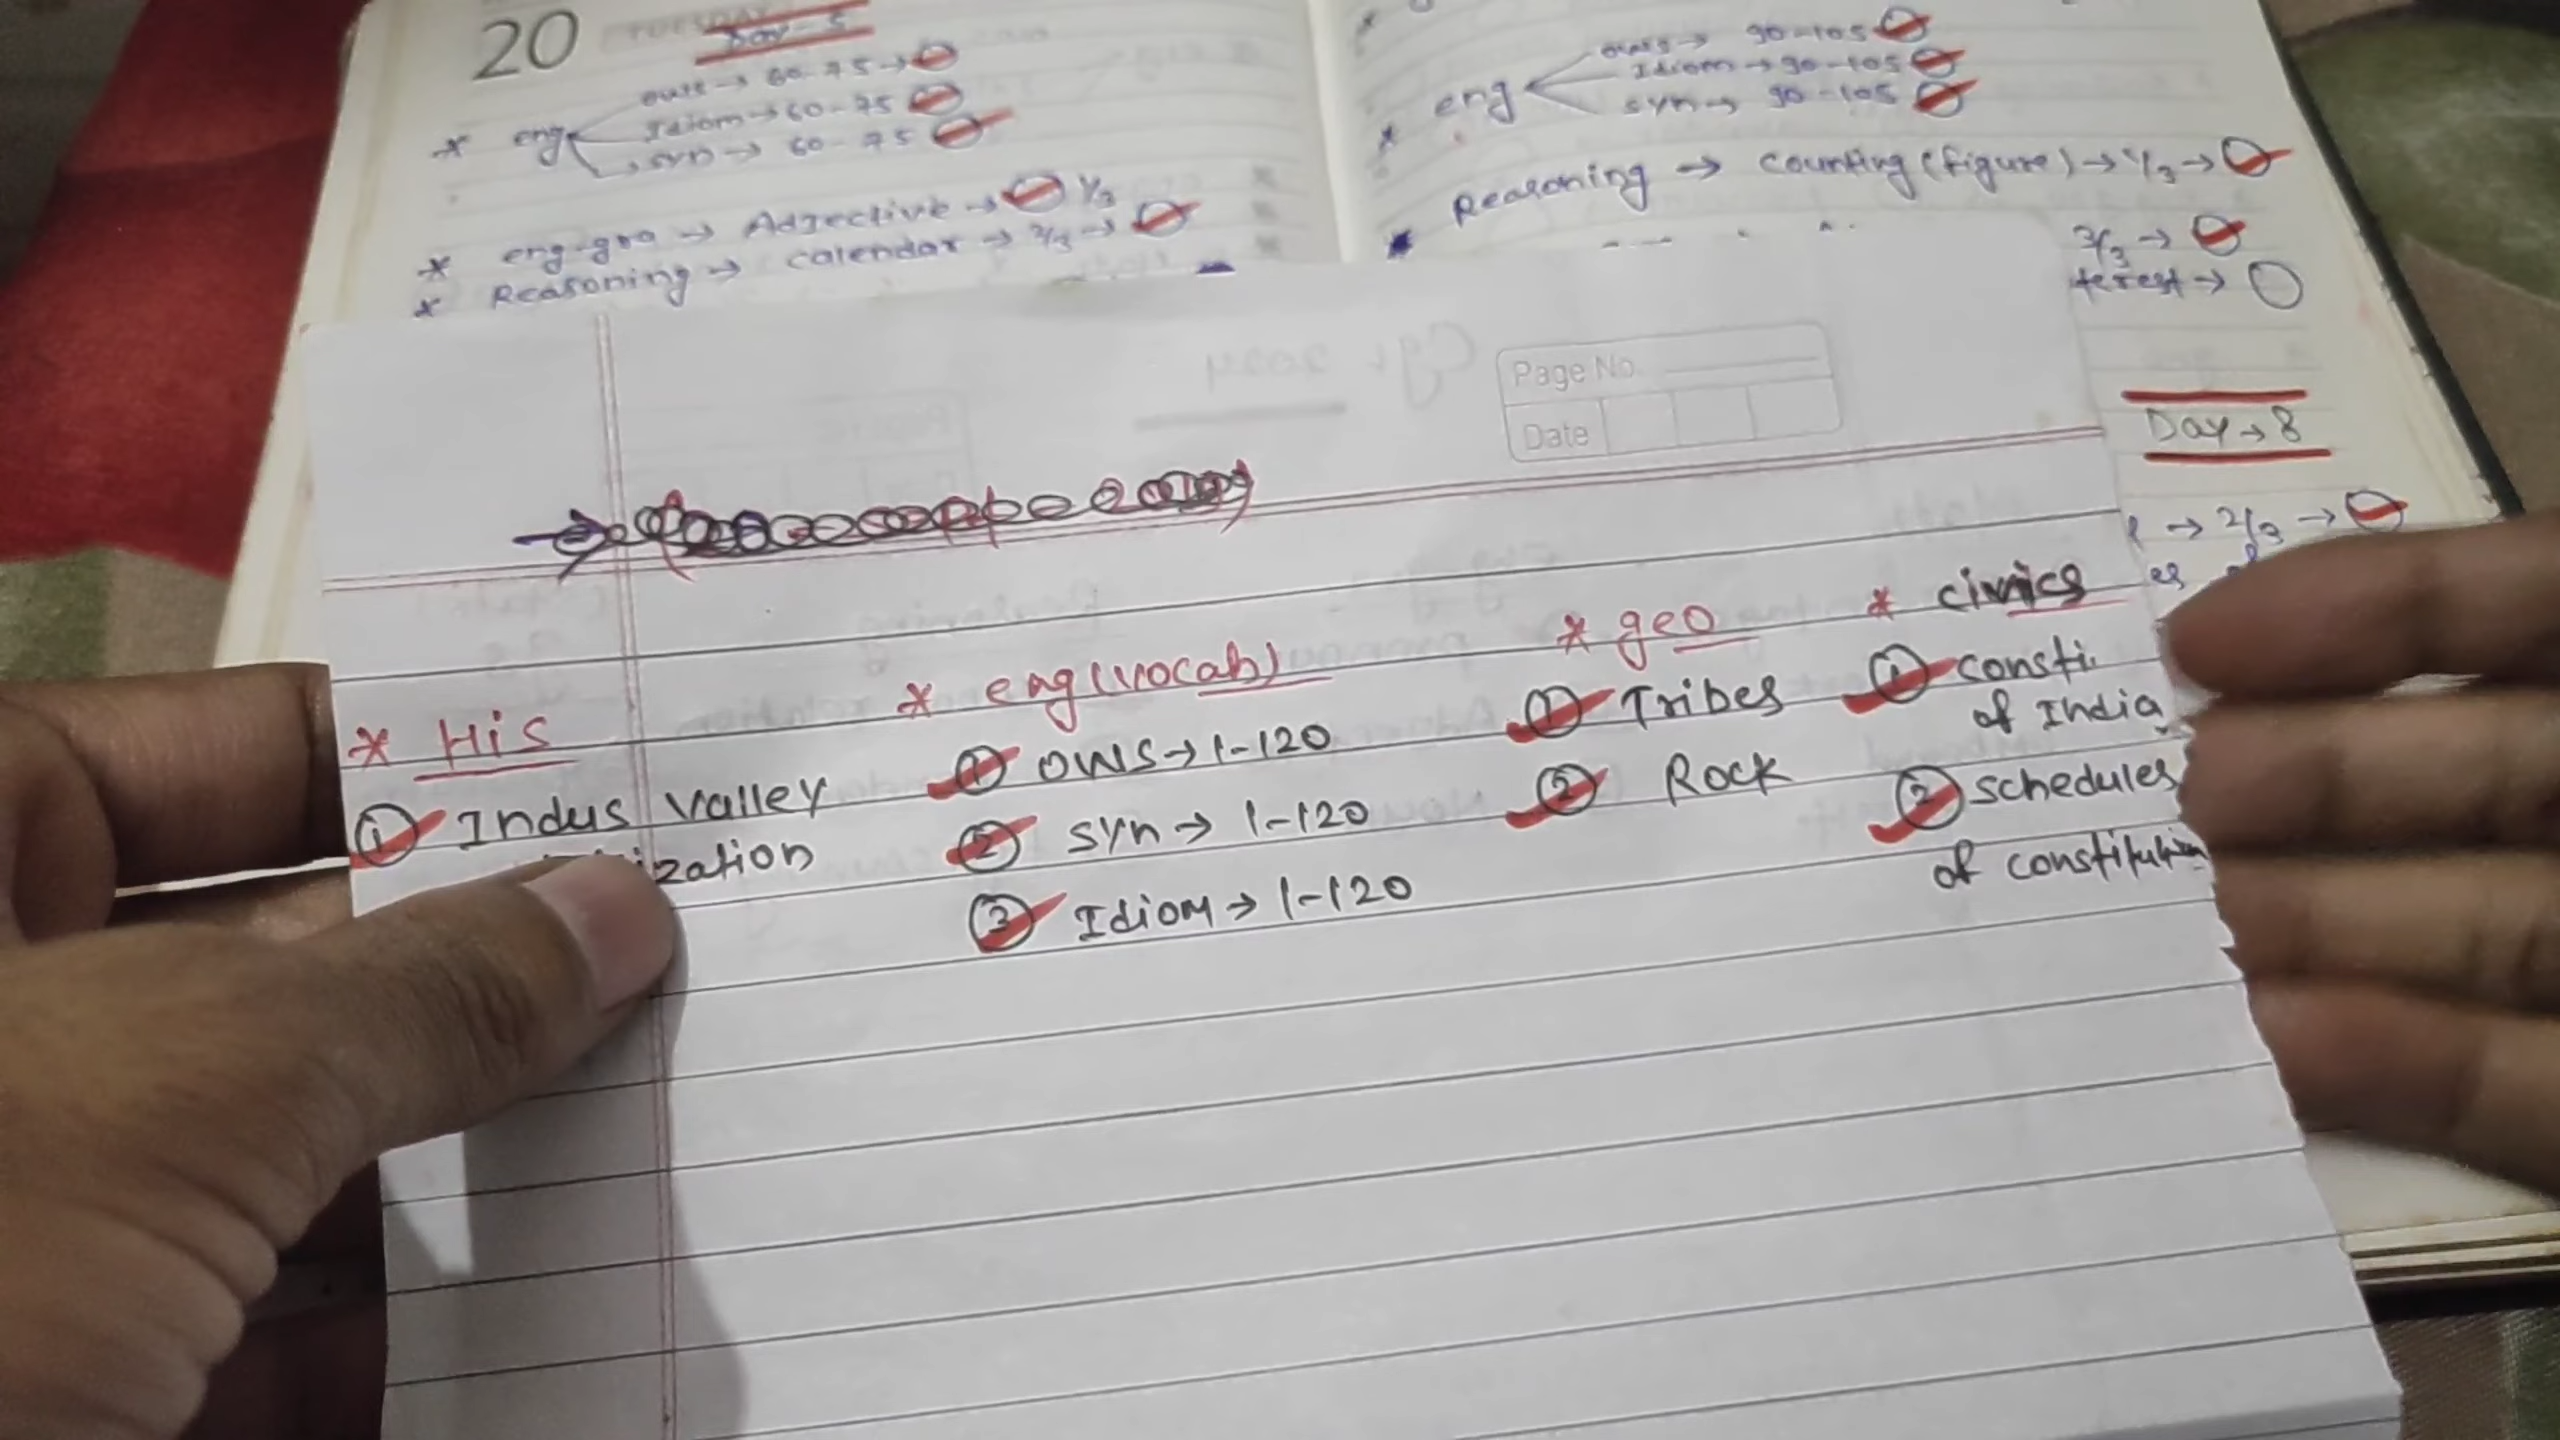 20 TUESDAY
Day - 5
* eng
OWS → 60-75 →
Idiom → 60-75
syn → 60-75
* eng-gra → Adjective → 1/3
* Reasoning → calendar → 2/3 →
* eng
OWS → 90-105
Idiom → 90-105
syn → 90-105
Reasoning → counting (figure) → 1/3 →
2/3 →
terest →
Day → 8
→ 2/3 →
Page No.
Date
* His
① Indus Valley
ization
* eng (vocab)
① OWS → 1-120
② Syn → 1-120
③ Idiom → 1-120
* geo
① Tribes
② Rock
* civics
① consti.
of India
② schedules
of constitution